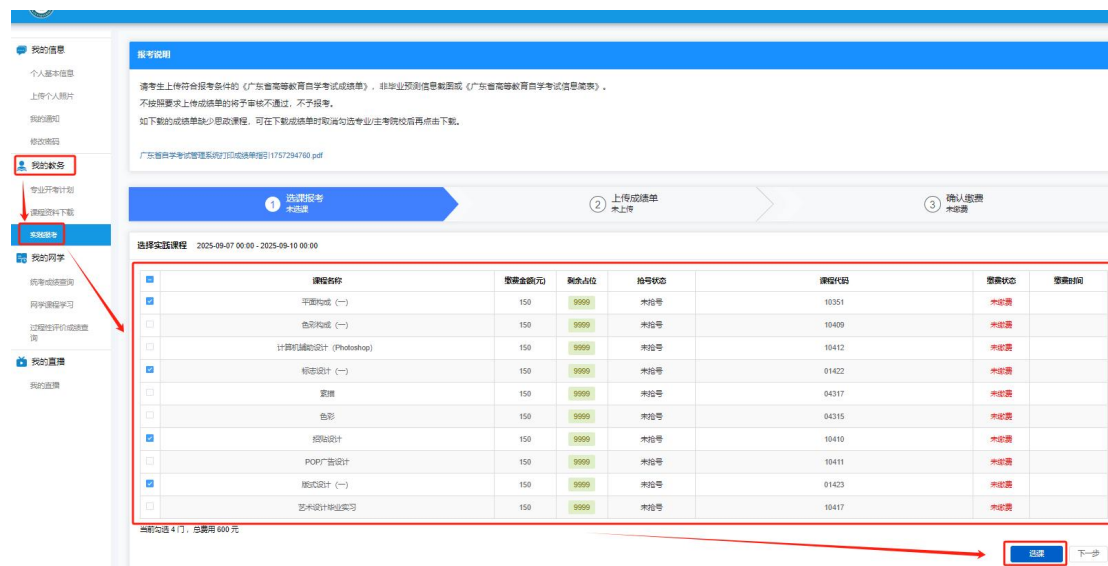 我的信息
个人基本信息
上传个人照片
我的通知
修改密码
我的教务
专业开考计划
课程资料下载
实践报考
我的网学
统考成绩查询
网学课程学习
过程性评价成绩查
询
我的直播
我的直播
报考说明
请考生上传符合报考条件的《广东省高等教育自学考试成绩单》，非毕业预测信息截图或《广东省高等教育自学考试信息简表》。
不按照要求上传成绩单的将予审核不通过，不予报考。
如下载的成绩单缺少思政课程，可在下载成绩单时取消勾选专业/主考院校后再点击下载。
广东省自学考试管理系统打印成绩单指引1757294760.pdf
1 选课报考 未选课
2 上传成绩单 未上传
3 确认缴费 未缴费
选择实践课程 2025-09-07 00:00 - 2025-09-10 00:00
课程名称 缴费金额(元) 剩余占位 抢号状态 课程代码 缴费状态 缴费时间
平面构成（一） 150 9999 未抢号 10351 未缴费
色彩构成（一） 150 9999 未抢号 10409 未缴费
计算机辅助设计（Photoshop） 150 9999 未抢号 10412 未缴费
标志设计（一） 150 9999 未抢号 01422 未缴费
素描 150 9999 未抢号 04317 未缴费
色彩 150 9999 未抢号 04315 未缴费
招贴设计 150 9999 未抢号 10410 未缴费
POP广告设计 150 9999 未抢号 10411 未缴费
版式设计（一） 150 9999 未抢号 01423 未缴费
艺术设计毕业实习 150 9999 未抢号 10417 未缴费
当前勾选 4 门，总费用 600 元
选课 下一步